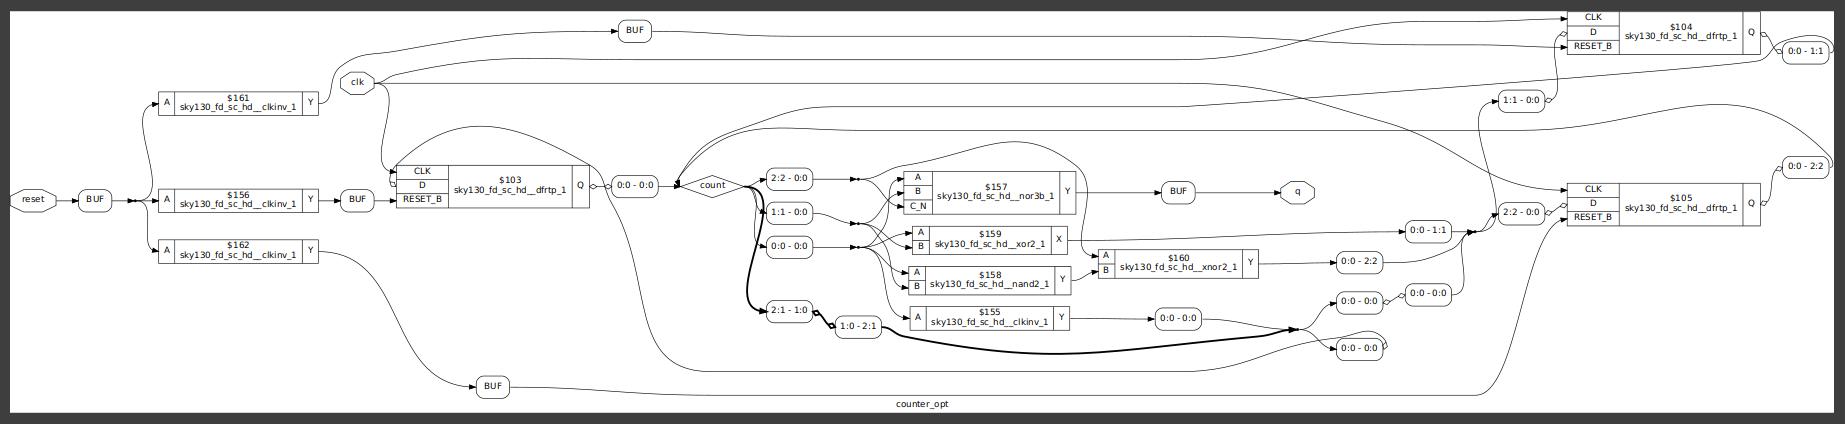 BUF
CLK
D
RESET_B
$104
sky130_fd_sc_hd__dfrtp_1
Q
0:0 - 1:1
clk
A
$161
sky130_fd_sc_hd__clkinv_1
Y
1:1 - 0:0
CLK
D
RESET_B
$103
sky130_fd_sc_hd__dfrtp_1
Q
0:0 - 0:0
count
2:2 - 0:0
A
B
C_N
$157
sky130_fd_sc_hd__nor3b_1
Y
BUF
q
0:0 - 2:2
reset
BUF
A
$156
sky130_fd_sc_hd__clkinv_1
Y
BUF
1:1 - 0:0
2:2 - 0:0
CLK
D
RESET_B
$105
sky130_fd_sc_hd__dfrtp_1
Q
A
$162
sky130_fd_sc_hd__clkinv_1
Y
0:0 - 0:0
A
B
$159
sky130_fd_sc_hd__xor2_1
X
0:0 - 1:1
A
B
$160
sky130_fd_sc_hd__xnor2_1
Y
0:0 - 2:2
A
B
$158
sky130_fd_sc_hd__nand2_1
Y
0:0 - 0:0
0:0 - 0:0
2:1 - 1:0
1:0 - 2:1
A
$155
sky130_fd_sc_hd__clkinv_1
Y
0:0 - 0:0
0:0 - 0:0
BUF
counter_opt